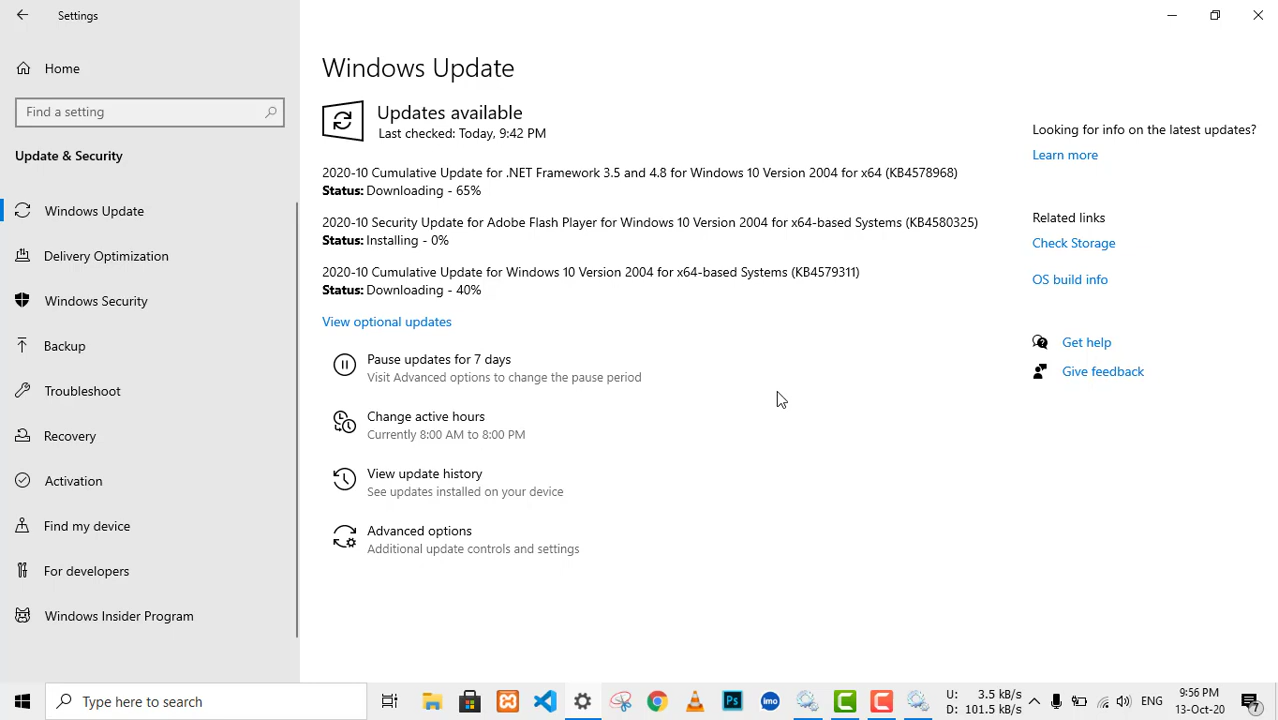 Settings
Home
Find a setting
Update & Security
Windows Update
Delivery Optimization
Windows Security
Backup
Troubleshoot
Recovery
Activation
Find my device
For developers
Windows Insider Program
Windows Update
Updates available
Last checked: Today, 9:42 PM
2020-10 Cumulative Update for .NET Framework 3.5 and 4.8 for Windows 10 Version 2004 for x64 (KB4578968)
Status: Downloading - 65%
2020-10 Security Update for Adobe Flash Player for Windows 10 Version 2004 for x64-based Systems (KB4580325)
Status: Installing - 0%
2020-10 Cumulative Update for Windows 10 Version 2004 for x64-based Systems (KB4579311)
Status: Downloading - 40%
View optional updates
Pause updates for 7 days
Visit Advanced options to change the pause period
Change active hours
Currently 8:00 AM to 8:00 PM
View update history
See updates installed on your device
Advanced options
Additional update controls and settings
Looking for info on the latest updates?
Learn more
Related links
Check Storage
OS build info
Get help
Give feedback
Type here to search
Ps
imo
U: 3.5 kB/s
D: 101.5 kB/s
ENG
9:56 PM
13-Oct-20
7